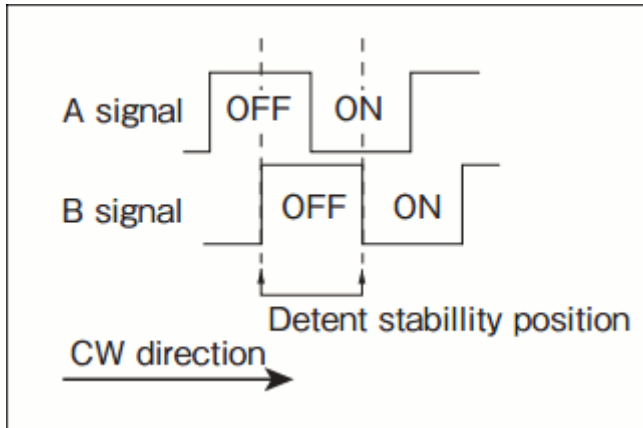 A signal OFF ON
B signal OFF ON
Detent stabillity position
CW direction